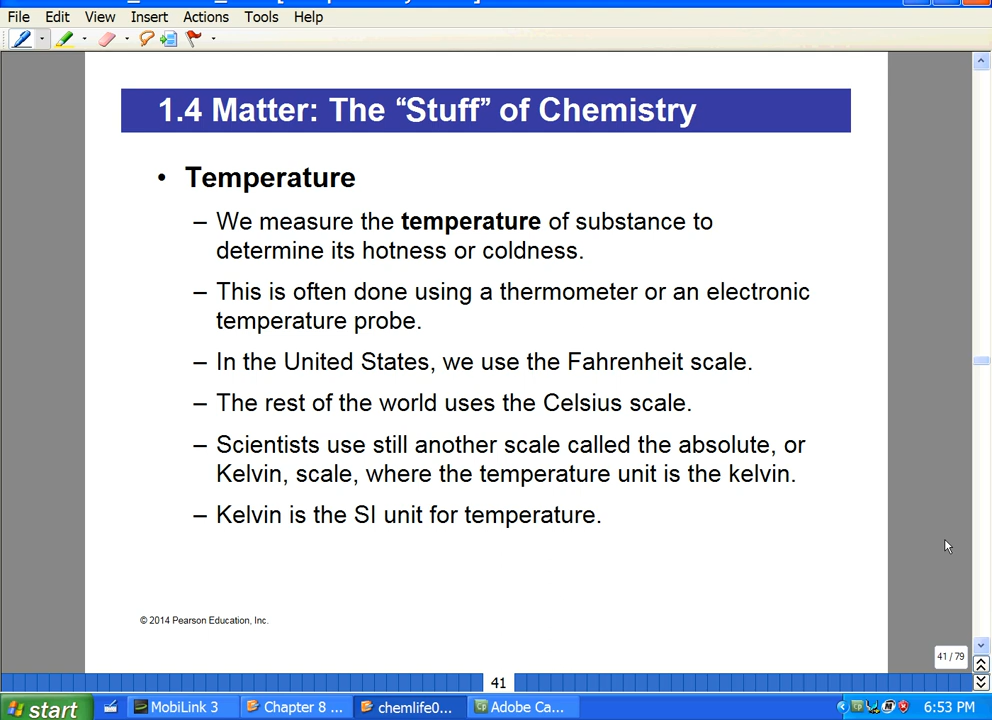 File Edit View Insert Actions Tools Help
1.4 Matter: The “Stuff” of Chemistry
• Temperature
– We measure the temperature of substance to
determine its hotness or coldness.
– This is often done using a thermometer or an electronic
temperature probe.
– In the United States, we use the Fahrenheit scale.
– The rest of the world uses the Celsius scale.
– Scientists use still another scale called the absolute, or
Kelvin, scale, where the temperature unit is the kelvin.
– Kelvin is the SI unit for temperature.
© 2014 Pearson Education, Inc.
41 / 79
41
start MobiLink 3 Chapter 8 ... chemlife0... Adobe Ca... 6:53 PM